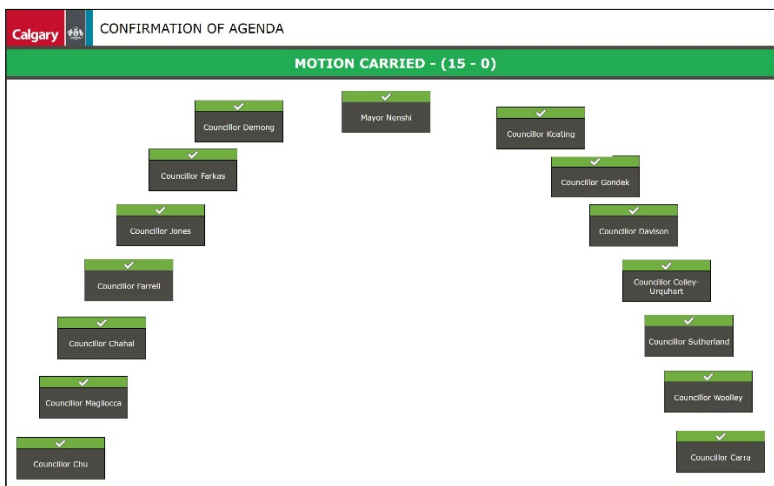 Calgary
CONFIRMATION OF AGENDA
MOTION CARRIED - (15 - 0)
Mayor Nenshi
Councillor Demong
Councillor Keating
Councillor Farkas
Councillor Gondek
Councillor Jones
Councillor Davison
Councillor Farrell
Councillor Colley-
Urquhart
Councillor Chahal
Councillor Sutherland
Councillor Magliocca
Councillor Woolley
Councillor Chu
Councillor Carra